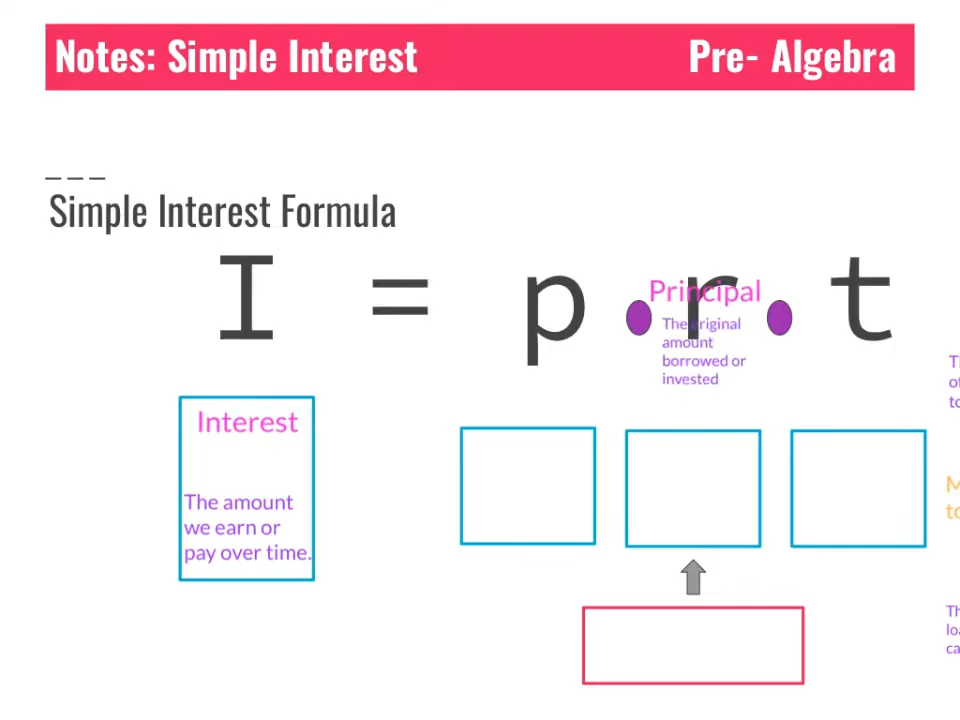 Notes: Simple Interest Pre- Algebra
Simple Interest Formula
I = p . r . t
Principal
The original
amount
borrowed or
invested
Interest
The amount
we earn or
pay over time.